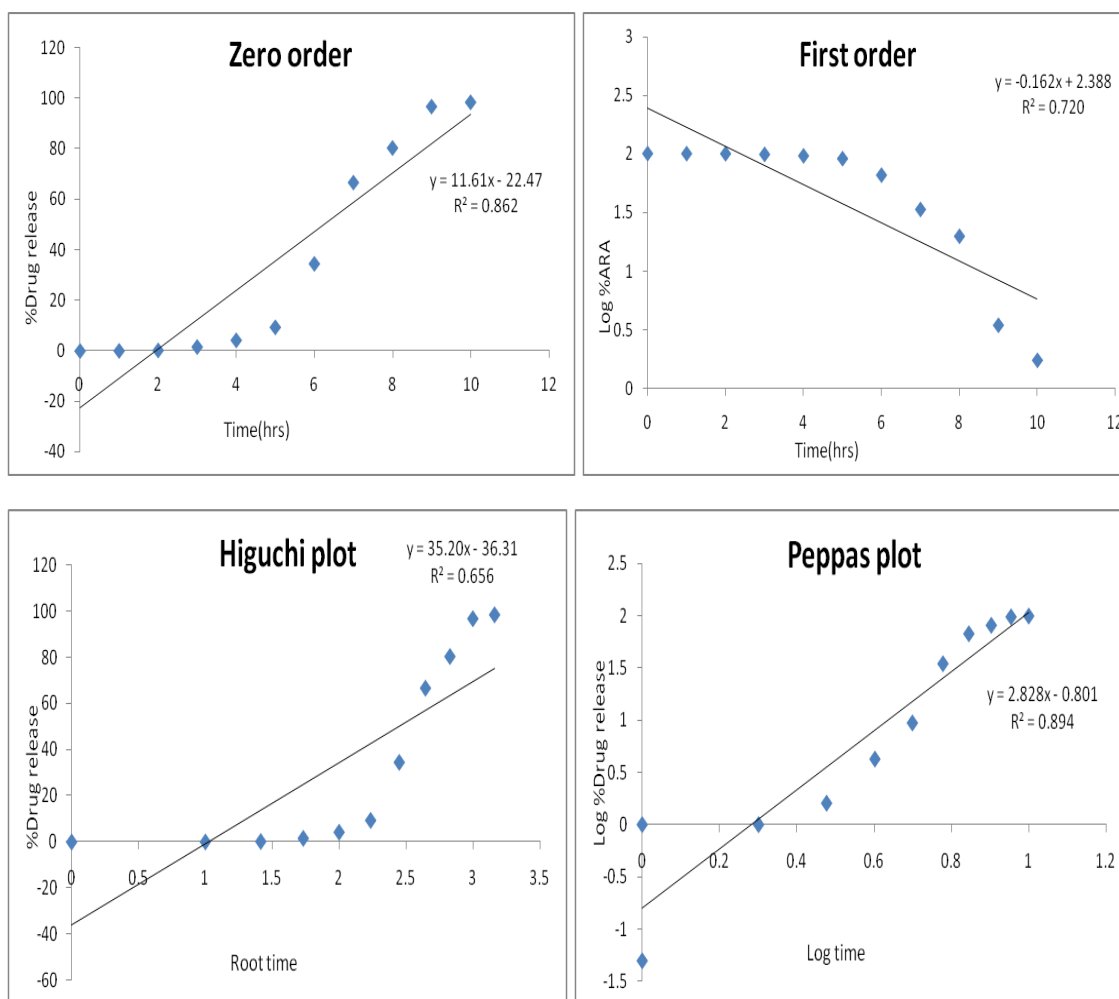 Zero order
120
100
80
60
40
20
0
-20
-40
0 2 4 6 8 10 12
%Drug release
Time(hrs)
y = 11.61x - 22.47
R² = 0.862
First order
3
2.5
2
1.5
1
0.5
0
0 2 4 6 8 10 12
Log %ARA
Time(hrs)
y = -0.162x + 2.388
R² = 0.720
Higuchi plot
120
100
80
60
40
20
0
-20
-40
-60
0 0.5 1 1.5 2 2.5 3 3.5
%Drug release
Root time
y = 35.20x - 36.31
R² = 0.656
Peppas plot
2.5
2
1.5
1
0.5
0
-0.5
-1
-1.5
0 0.2 0.4 0.6 0.8 1 1.2
Log %Drug release
Log time
y = 2.828x - 0.801
R² = 0.894